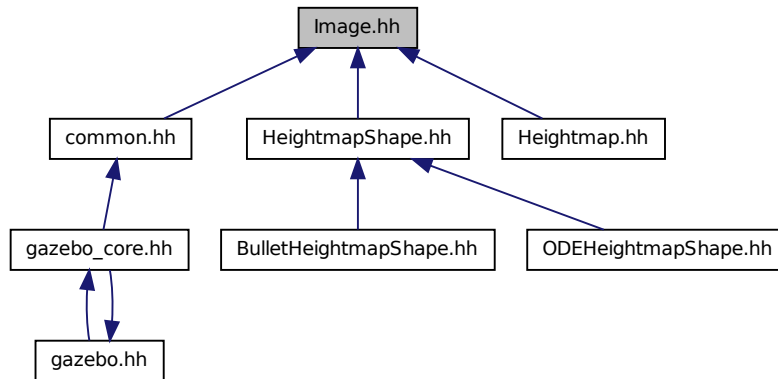 Image.hh
common.hh
HeightmapShape.hh
Heightmap.hh
gazebo_core.hh
BulletHeightmapShape.hh
ODEHeightmapShape.hh
gazebo.hh